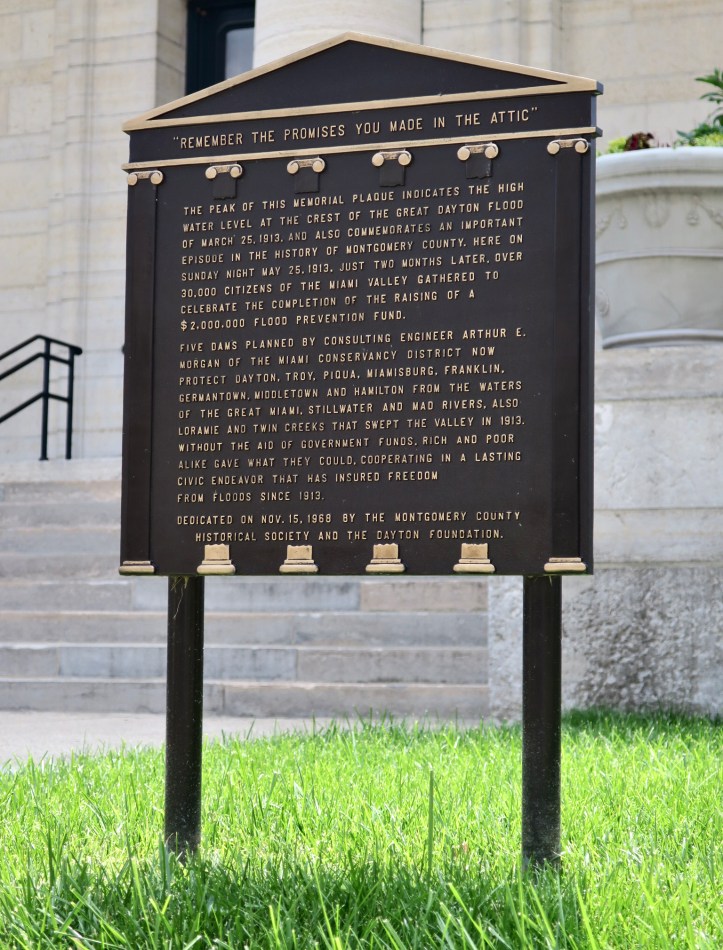 "REMEMBER THE PROMISES YOU MADE IN THE ATTIC"
THE PEAK OF THIS MEMORIAL PLAQUE INDICATES THE HIGH
WATER LEVEL AT THE CREST OF THE GREAT DAYTON FLOOD
OF MARCH 25, 1913, AND ALSO COMMEMORATES AN IMPORTANT
EPISODE IN THE HISTORY OF MONTGOMERY COUNTY. HERE ON
SUNDAY NIGHT MAY 25, 1913, JUST TWO MONTHS LATER, OVER
30,000 CITIZENS OF THE MIAMI VALLEY GATHERED TO
CELEBRATE THE COMPLETION OF THE RAISING OF A
$2,000,000 FLOOD PREVENTION FUND.
FIVE DAMS PLANNED BY CONSULTING ENGINEER ARTHUR E.
MORGAN OF THE MIAMI CONSERVANCY DISTRICT NOW
PROTECT DAYTON, TROY, PIQUA, MIAMISBURG, FRANKLIN,
GERMANTOWN, MIDDLETOWN AND HAMILTON FROM THE WATERS
OF THE GREAT MIAMI, STILLWATER AND MAD RIVERS, ALSO
LORAMIE AND TWIN CREEKS THAT SWEPT THE VALLEY IN 1913.
WITHOUT THE AID OF GOVERNMENT FUNDS, RICH AND POOR
ALIKE GAVE WHAT THEY COULD, COOPERATING IN A LASTING
CIVIC ENDEAVOR THAT HAS INSURED FREEDOM
FROM FLOODS SINCE 1913.
DEDICATED ON NOV. 15, 1968 BY THE MONTGOMERY COUNTY
HISTORICAL SOCIETY AND THE DAYTON FOUNDATION.